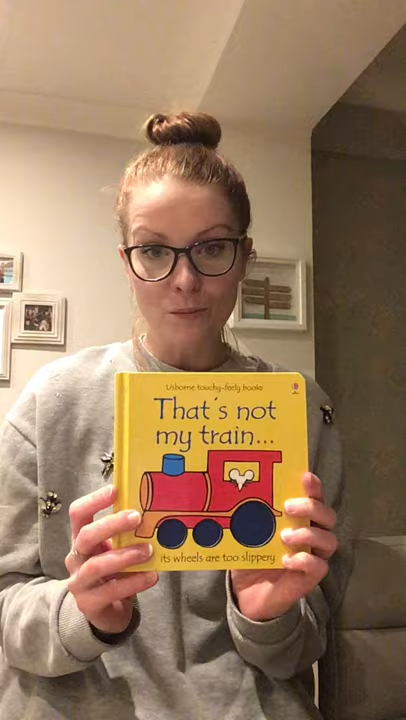 Usborne touchy-feely books
That's not
my train...
its wheels are too slippery